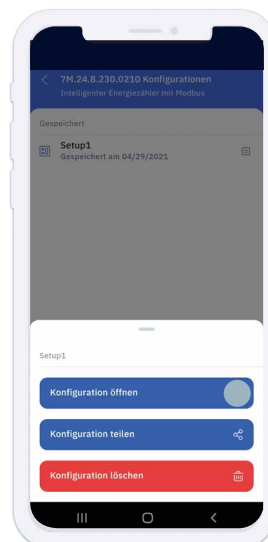 7M.24.8.230.0210 Konfigurationen
Intelligenter Energiezähler mit Modbus
Gespeichert
Setup1
Gespeichert am 04/29/2021
Setup1
Konfiguration öffnen
Konfiguration teilen
Konfiguration löschen